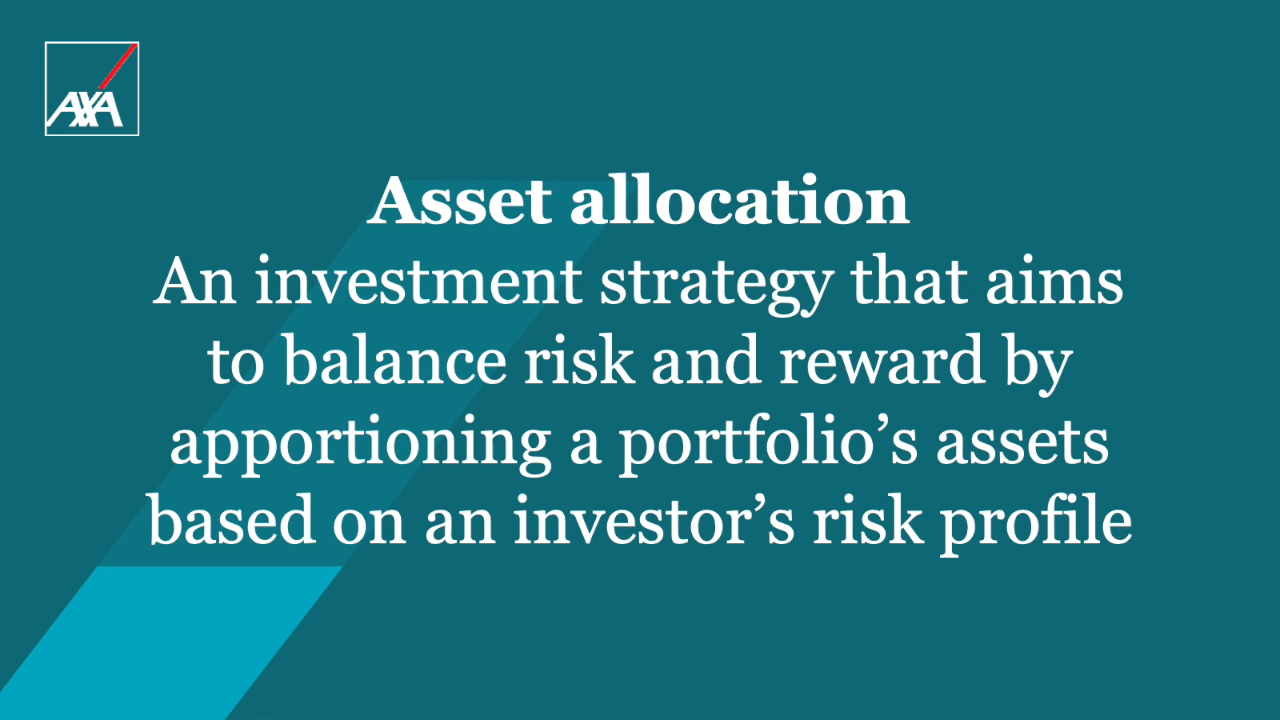 AXA
Asset allocation
An investment strategy that aims
to balance risk and reward by
apportioning a portfolio’s assets
based on an investor’s risk profile